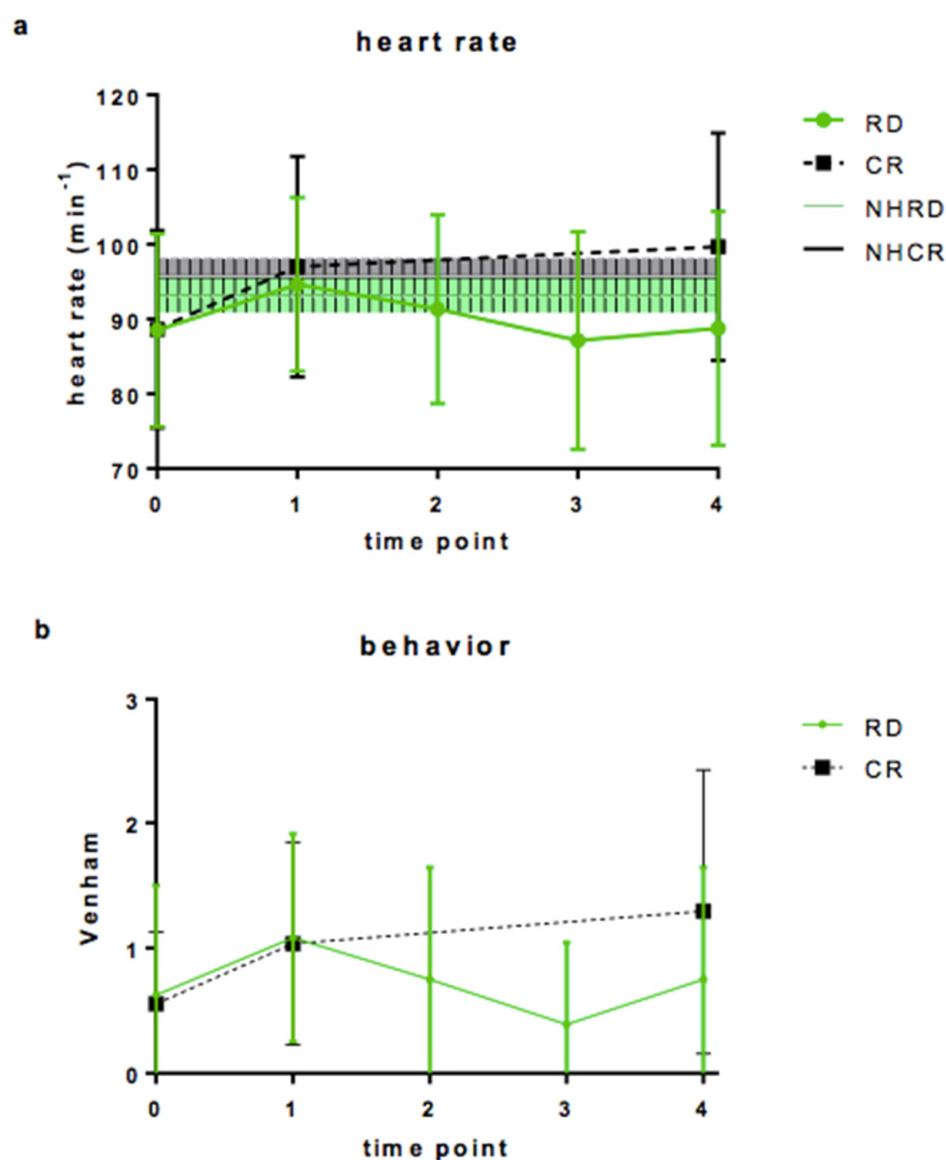 a
heart rate
120
110
100
90
80
70
heart rate (min⁻¹)
0 1 2 3 4
time point
RD
CR
NHRD
NHCR
b
behavior
3
2
1
0
Venham
0 1 2 3 4
time point
RD
CR